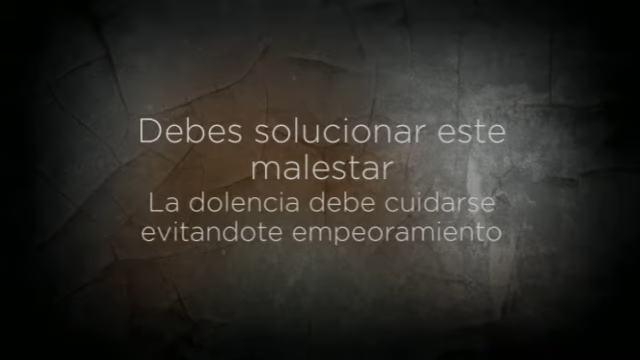 Debes solucionar este
malestar
La dolencia debe cuidarse
evitandote empeoramiento